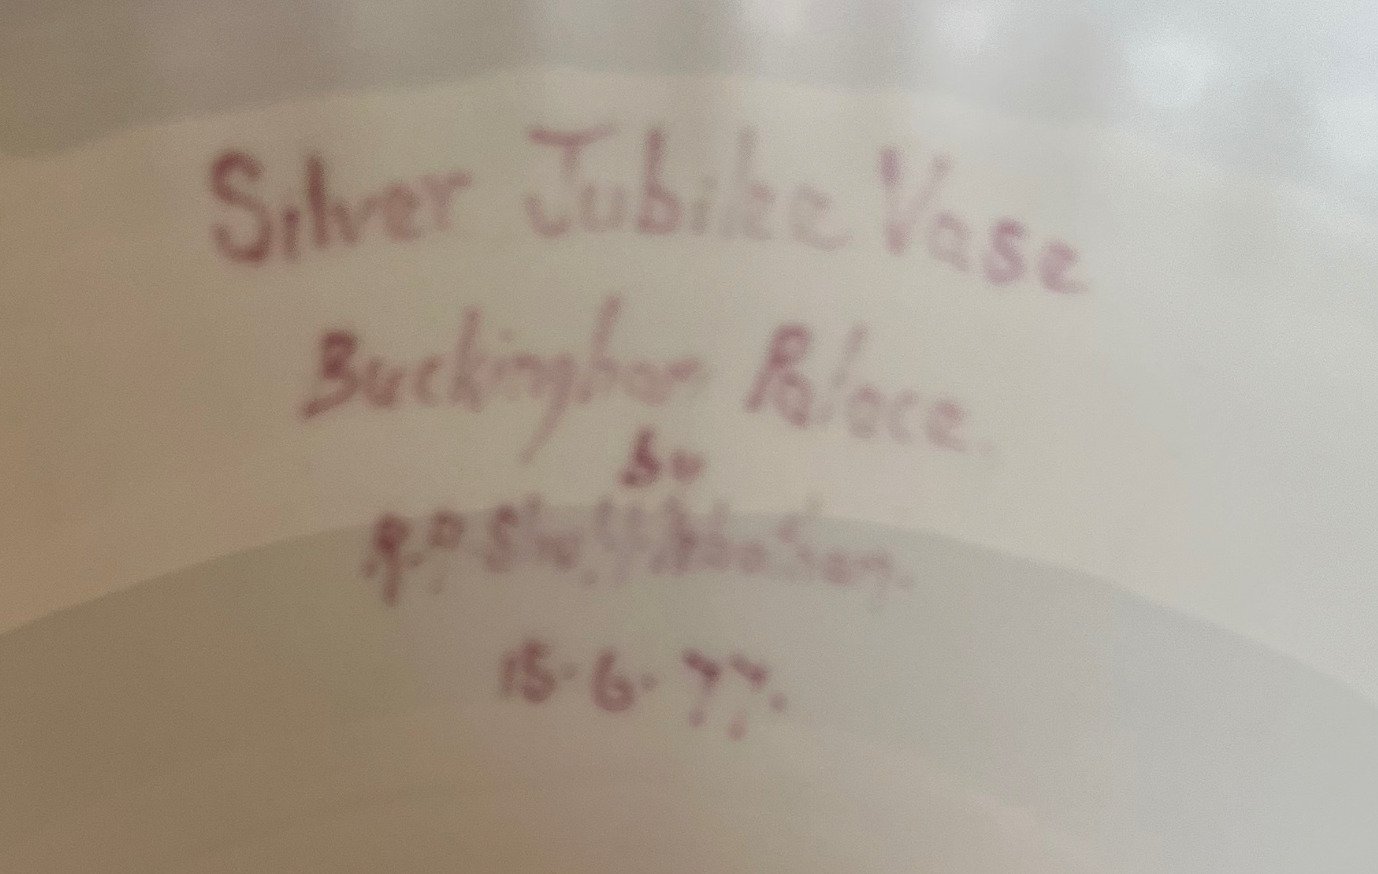 Silver Jubilee Vase
Buckingham Palace.
by
15.6.77.